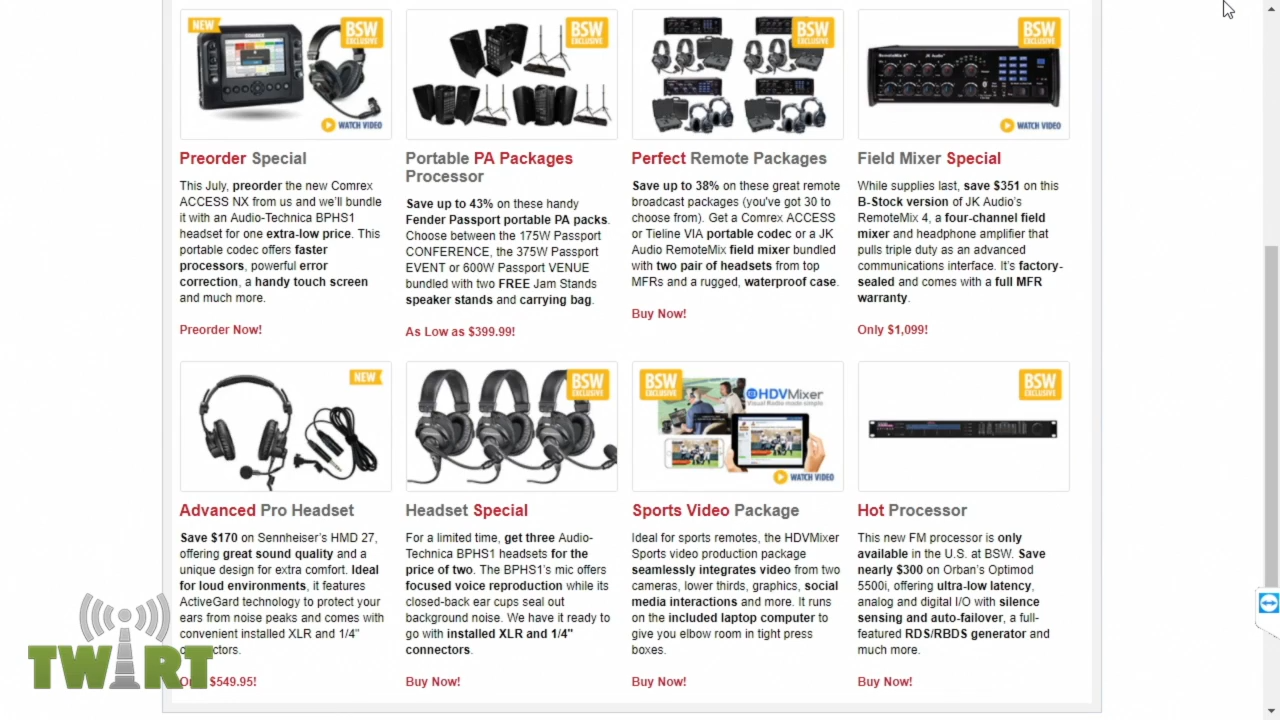 NEW
BSW
EXCLUSIVE
WATCH VIDEO
BSW
EXCLUSIVE
BSW
EXCLUSIVE
BSW
EXCLUSIVE
RemoteMix 4
JK Audio
WATCH VIDEO
Preorder Special
This July, preorder the new Comrex
ACCESS NX from us and we'll bundle
it with an Audio-Technica BPHS1
headset for one extra-low price. This
portable codec offers faster
processors, powerful error
correction, a handy touch screen
and much more.
Preorder Now!
Portable PA Packages
Processor
Save up to 43% on these handy
Fender Passport portable PA packs.
Choose between the 175W Passport
CONFERENCE, the 375W Passport
EVENT or 600W Passport VENUE
bundled with two FREE Jam Stands
speaker stands and carrying bag.
As Low as $399.99!
Perfect Remote Packages
Save up to 38% on these great remote
broadcast packages (you've got 30 to
choose from). Get a Comrex ACCESS
or Tieline VIA portable codec or a JK
Audio RemoteMix field mixer bundled
with two pair of headsets from top
MFRs and a rugged, waterproof case.
Buy Now!
Field Mixer Special
While supplies last, save $351 on this
B-Stock version of JK Audio's
RemoteMix 4, a four-channel field
mixer and headphone amplifier that
pulls triple duty as an advanced
communications interface. It's factory-
sealed and comes with a full MFR
warranty.
Only $1,099!
NEW
BSW
EXCLUSIVE
BSW
EXCLUSIVE
HDVMixer
Visual Radio made simple
WATCH VIDEO
BSW
EXCLUSIVE
Advanced Pro Headset
Save $170 on Sennheiser's HMD 27,
offering great sound quality and a
unique design for extra comfort. Ideal
for loud environments, it features
ActiveGard technology to protect your
ears from noise peaks and comes with
convenient installed XLR and 1/4"
$549.95!
Headset Special
For a limited time, get three Audio-
Technica BPHS1 headsets for the
price of two. The BPHS1's mic offers
focused voice reproduction while its
closed-back ear cups seal out
background noise. We have it ready to
go with installed XLR and 1/4"
connectors.
Buy Now!
Sports Video Package
Ideal for sports remotes, the HDVMixer
Sports video production package
seamlessly integrates video from two
cameras, lower thirds, graphics, social
media interactions and more. It runs
on the included laptop computer to
give you elbow room in tight press
boxes.
Buy Now!
Hot Processor
This new FM processor is only
available in the U.S. at BSW. Save
nearly $300 on Orban's Optimod
5500i, offering ultra-low latency,
analog and digital I/O with silence
sensing and auto-failover, a full-
featured RDS/RBDS generator and
much more.
Buy Now!
TWiRT